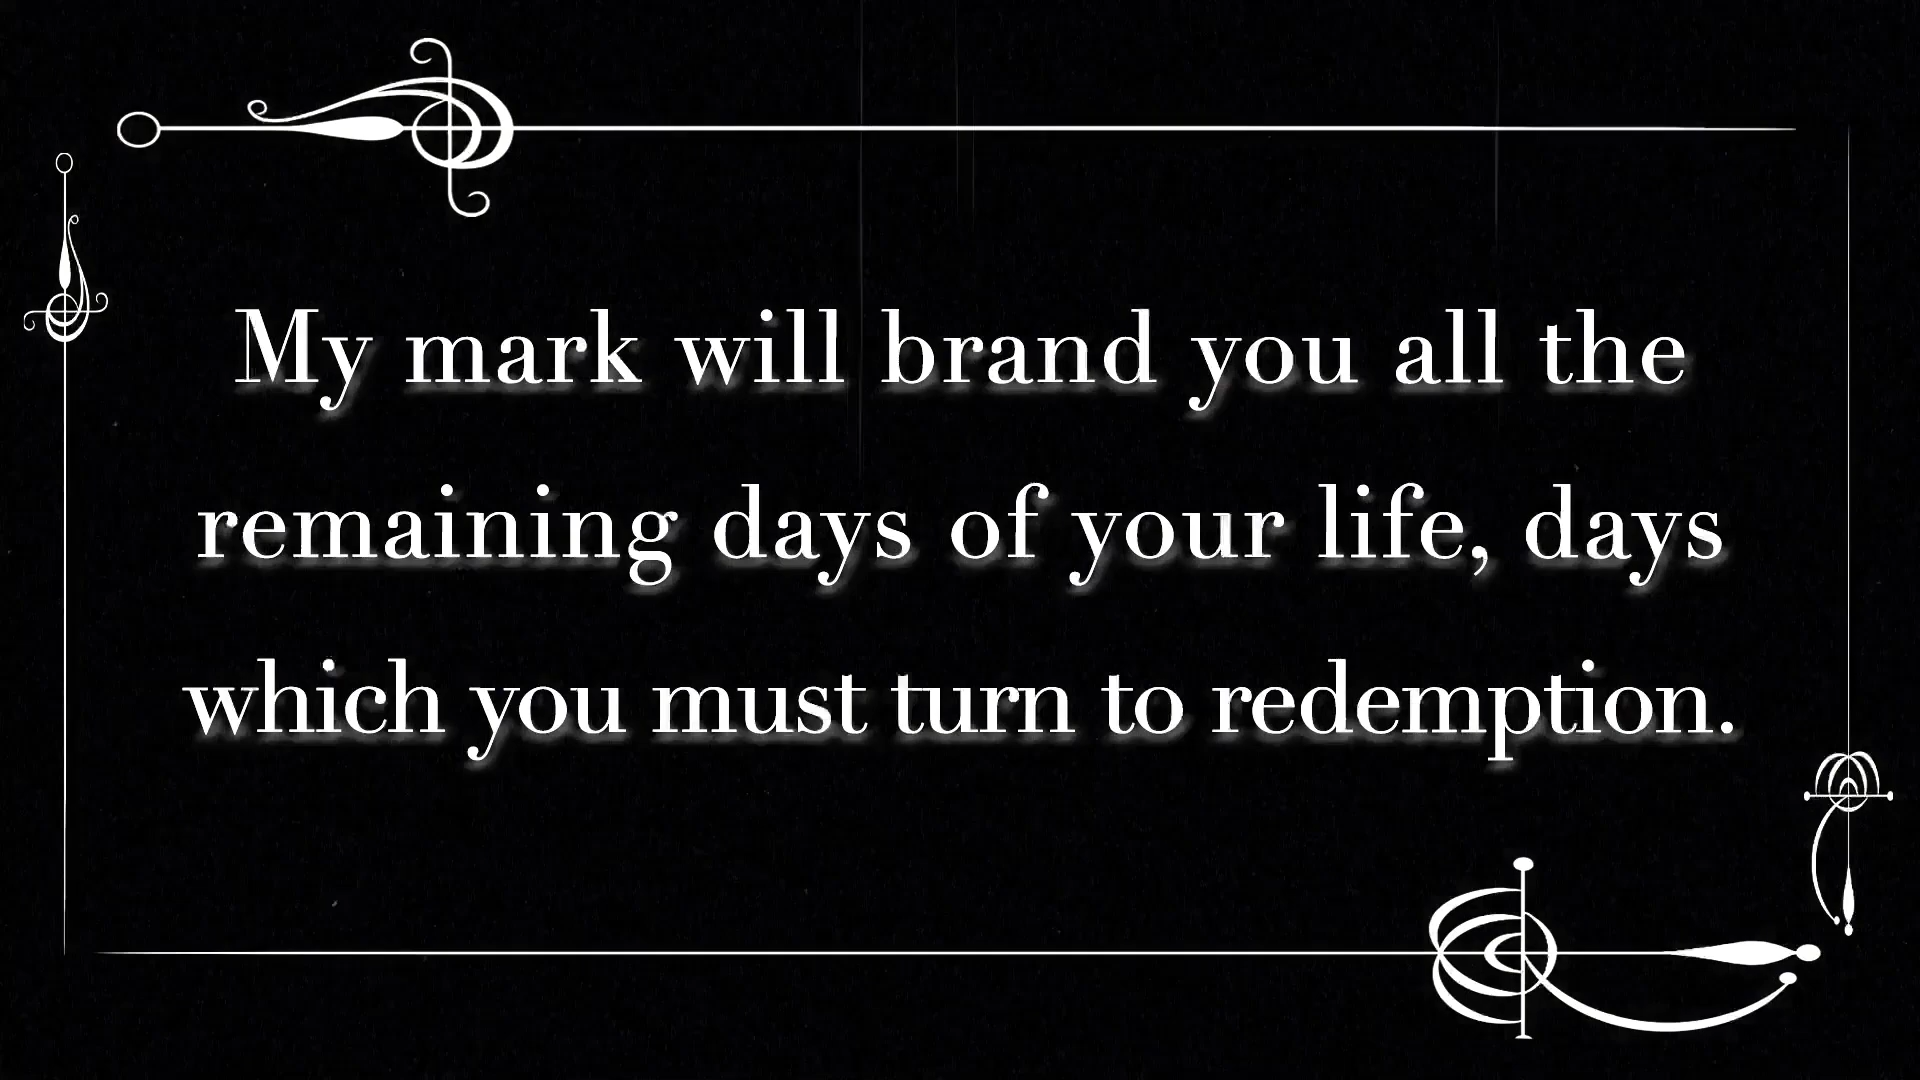 My mark will brand you all the
remaining days of your life, days
which you must turn to redemption.